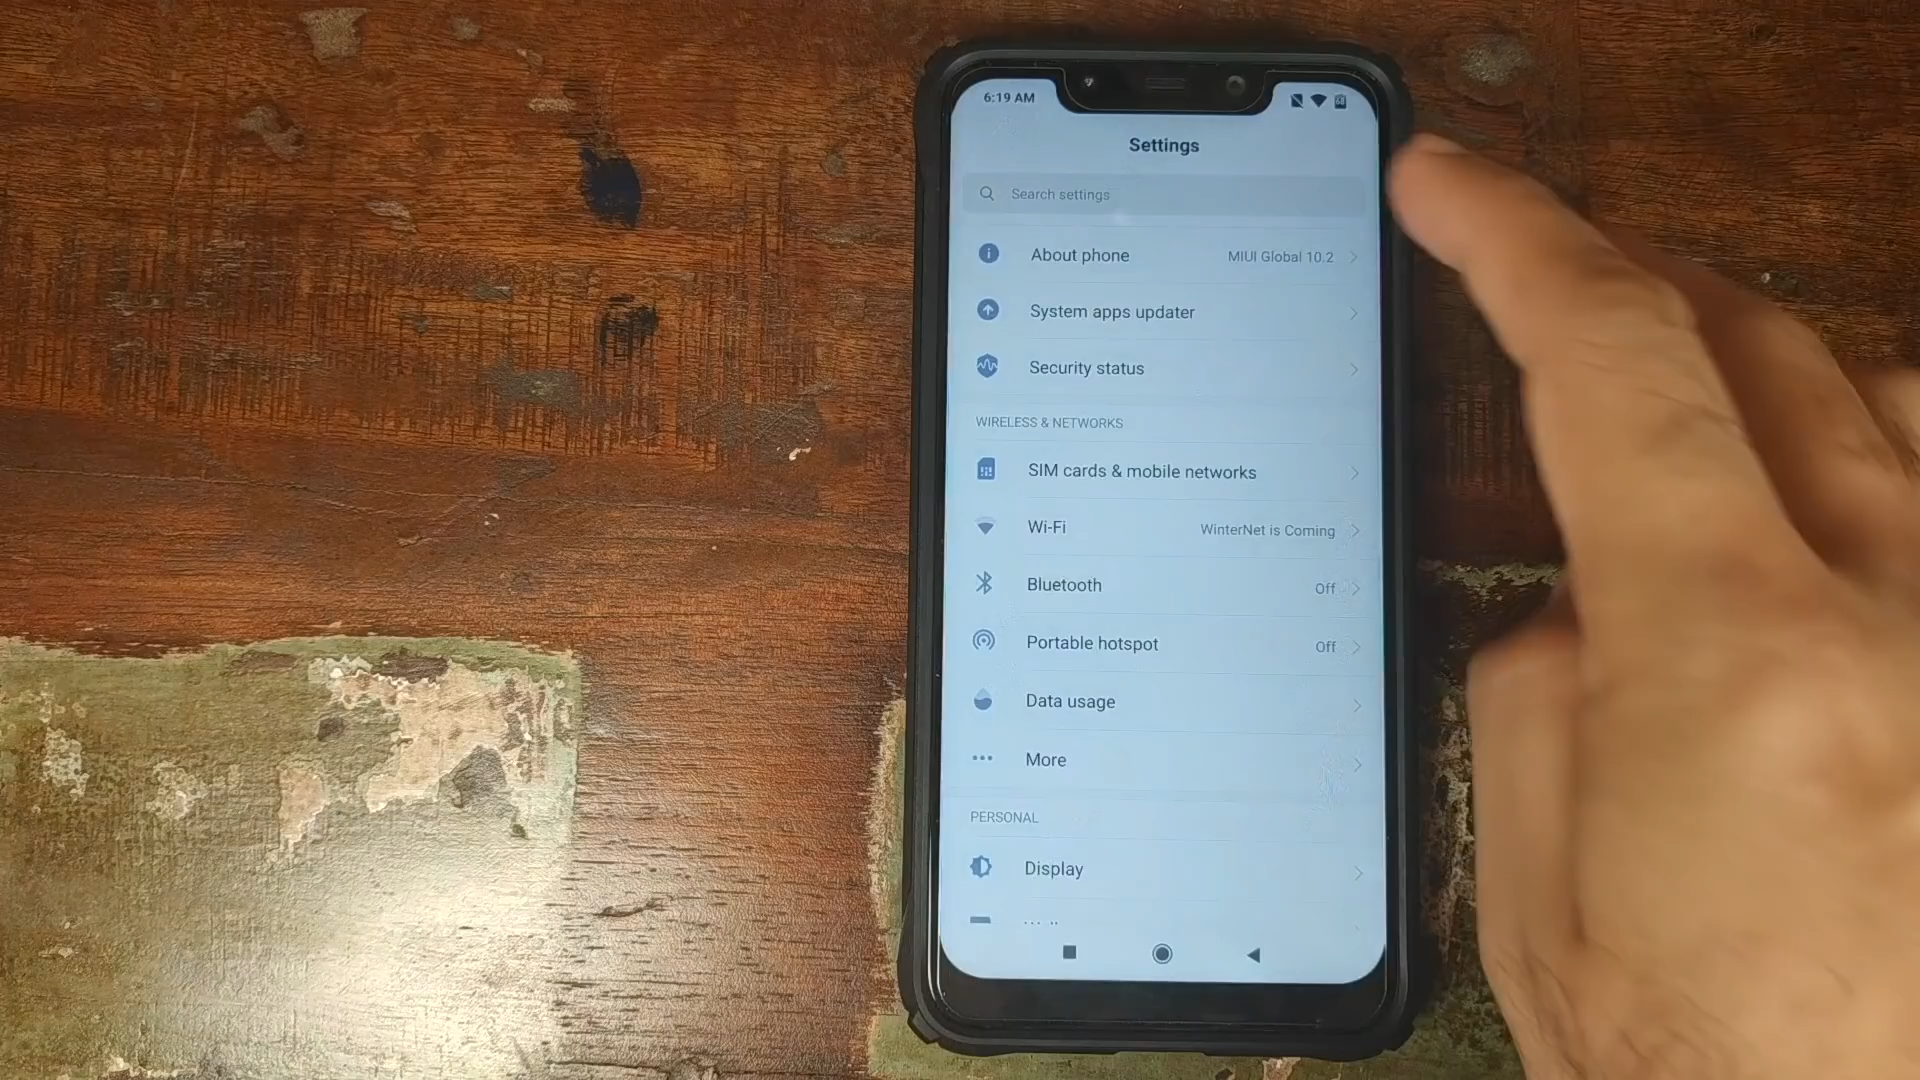 6:19 AM
Settings
Search settings
About phone MIUI Global 10.2
System apps updater
Security status
WIRELESS & NETWORKS
SIM cards & mobile networks
Wi-Fi WinterNet is Coming
Bluetooth Off
Portable hotspot Off
Data usage
More
PERSONAL
Display